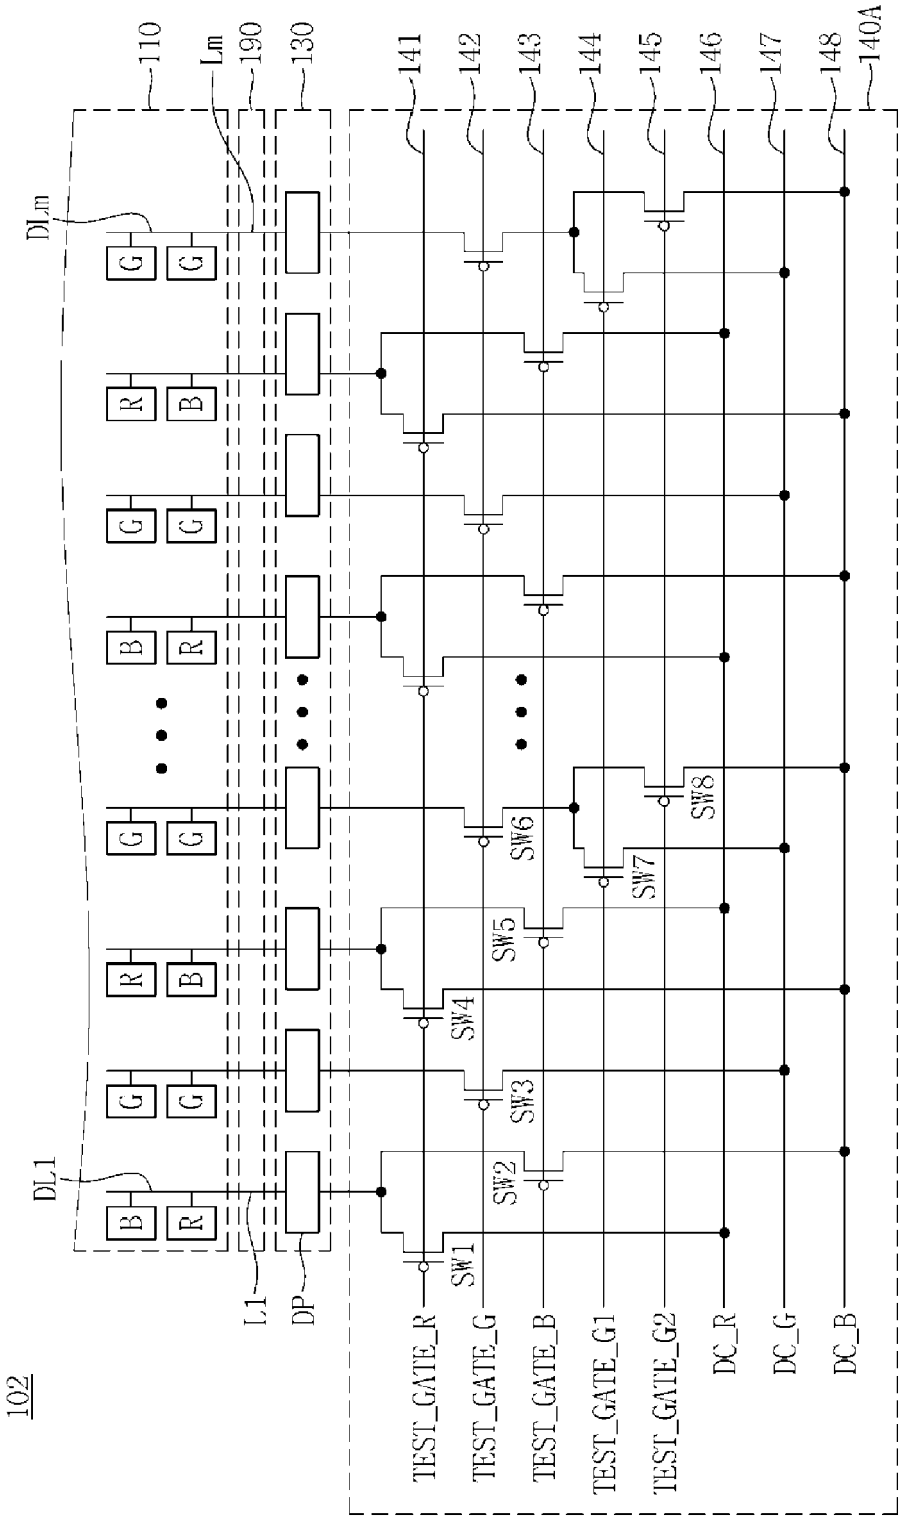 102
DL1 DLm
B G R G B G R G 110
R G B G R G B G
Lm
L1 190
DP 130
TEST_GATE_R 141
SW1 SW4
TEST_GATE_G 142
SW2 SW5
SW3 SW6
TEST_GATE_B 143
TEST_GATE_G1 144
SW7
TEST_GATE_G2 145
SW8
DC_R 146
DC_G 147
DC_B 148
140A